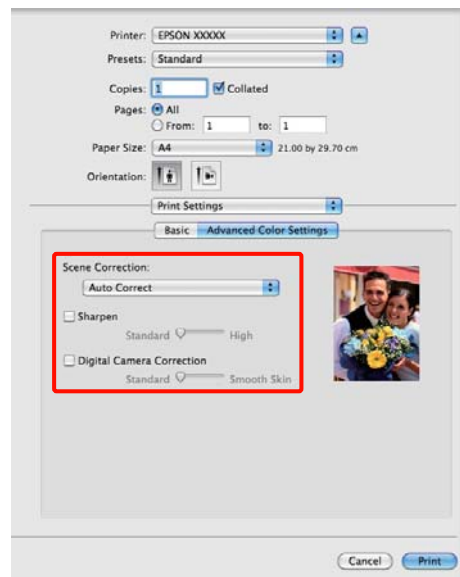 Printer: EPSON XXXXX
Presets: Standard
Copies: 1 Collated
Pages: All
From: 1 to: 1
Paper Size: A4 21.00 by 29.70 cm
Orientation:
Print Settings
Basic Advanced Color Settings
Scene Correction:
Auto Correct
Sharpen
Standard High
Digital Camera Correction
Standard Smooth Skin
Cancel Print